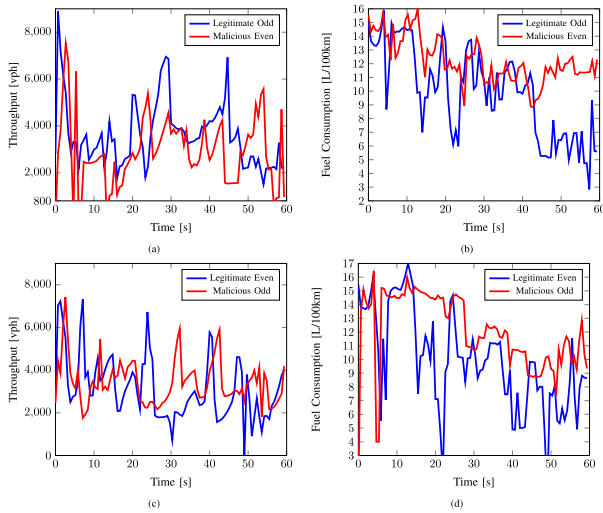 8,000
6,000
4,000
2,000
800
Throughput [vph]
Legitimate Odd
Malicious Even
0 10 20 30 40 50 60
Time [s]
(a)
16
15
14
13
12
11
10
9
8
7
6
5
4
3
2
Fuel Consumption [L/100km]
Legitimate Odd
Malicious Even
0 10 20 30 40 50 60
Time [s]
(b)
8,000
6,000
4,000
2,000
0
Throughput [vph]
Legitimate Even
Malicious Odd
0 10 20 30 40 50 60
Time [s]
(c)
17
16
15
14
13
12
11
10
9
8
7
6
5
4
3
Fuel Consumption [L/100km]
Legitimate Even
Malicious Odd
0 10 20 30 40 50 60
Time [s]
(d)